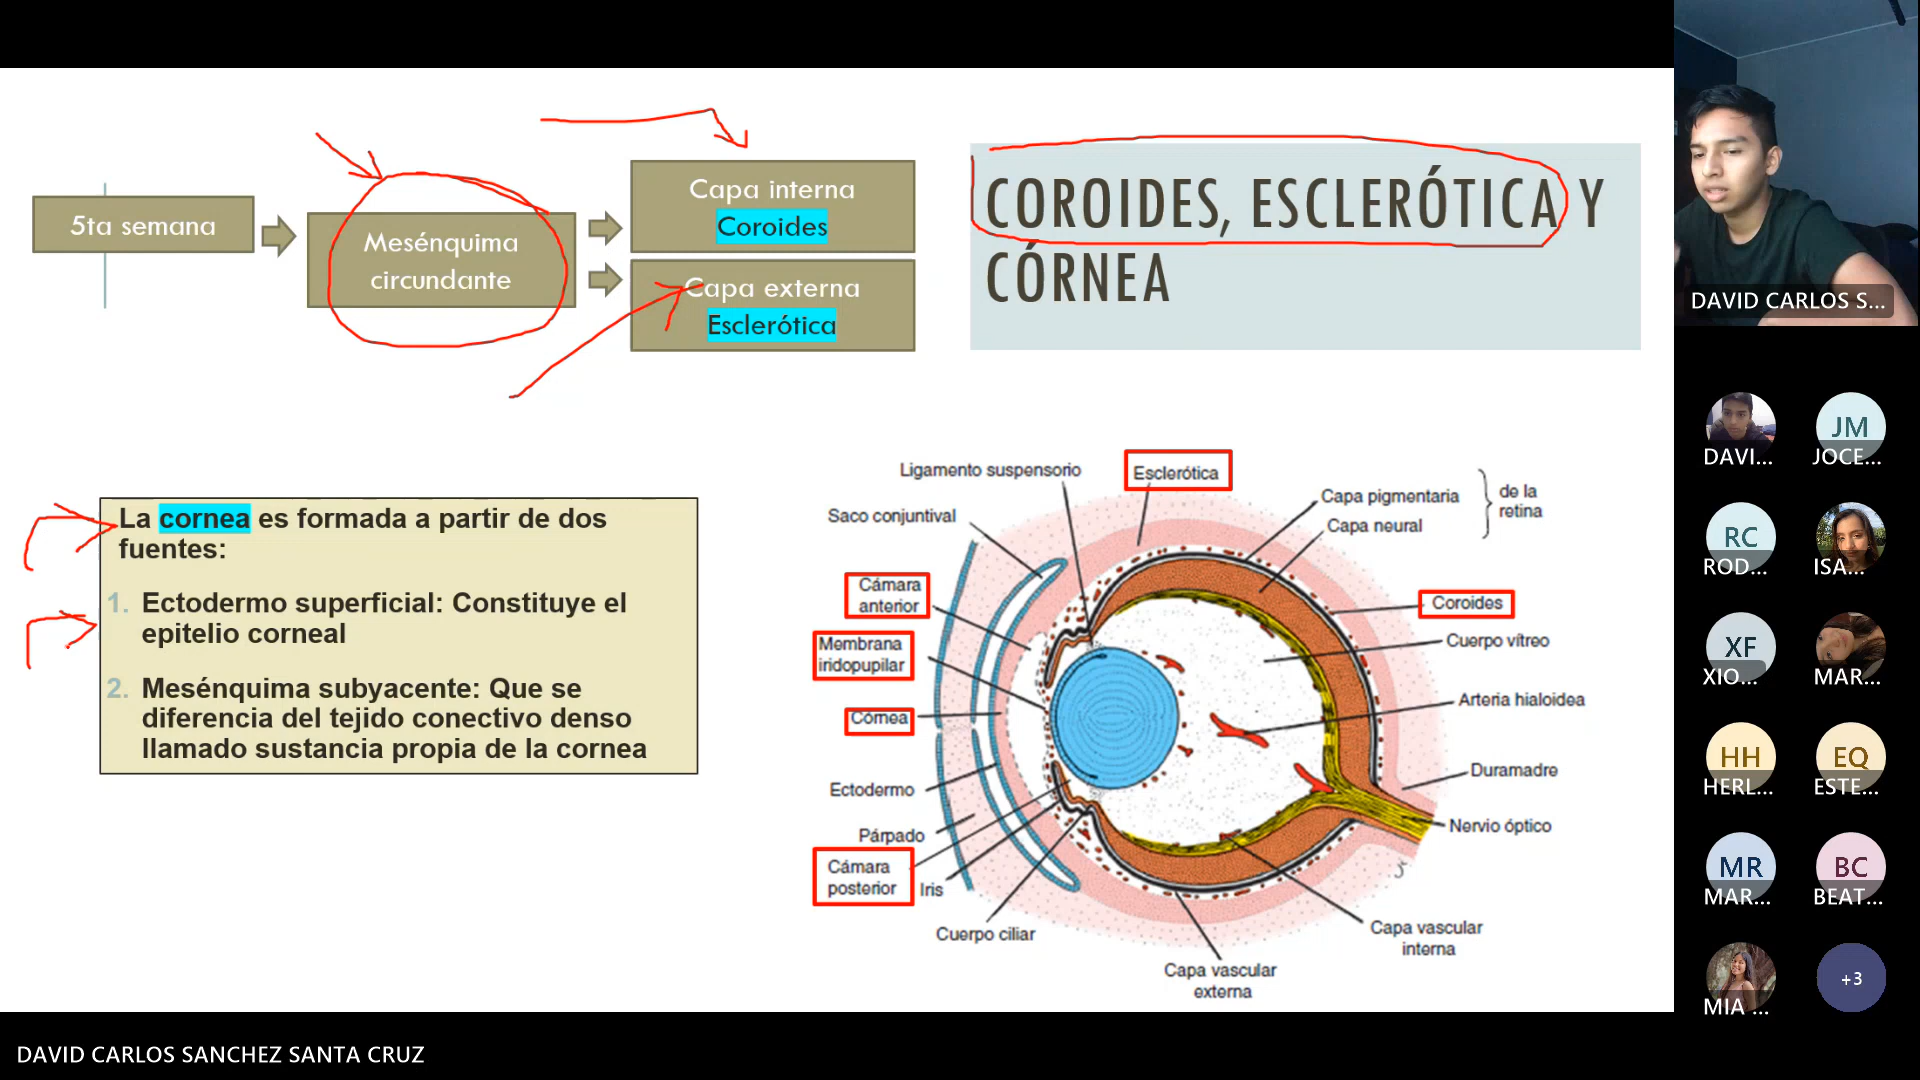 5ta semana
Mesénquima
circundante
Capa interna
Coroides
Capa externa
Esclerótica
COROIDES, ESCLERÓTICA Y
CÓRNEA
La cornea es formada a partir de dos
fuentes:
1. Ectodermo superficial: Constituye el
epitelio corneal
2. Mesénquima subyacente: Que se
diferencia del tejido conectivo denso
llamado sustancia propia de la cornea
Ligamento suspensorio
Esclerótica
Saco conjuntival
Capa pigmentaria
Capa neural
de la
retina
Cámara
anterior
Coroides
Membrana
iridopupilar
Cuerpo vítreo
Córnea
Arteria hialoidea
Ectodermo
Duramadre
Párpado
Nervio óptico
Cámara
posterior
Iris
Cuerpo ciliar
Capa vascular
interna
Capa vascular
externa
DAVID CARLOS S...
DAVI...
JM
JOCE...
RC
ROD...
ISA...
XF
XIO...
MAR...
HH
HERL...
EQ
ESTE...
MR
MAR...
BC
BEAT...
MIA ...
+3
DAVID CARLOS SANCHEZ SANTA CRUZ